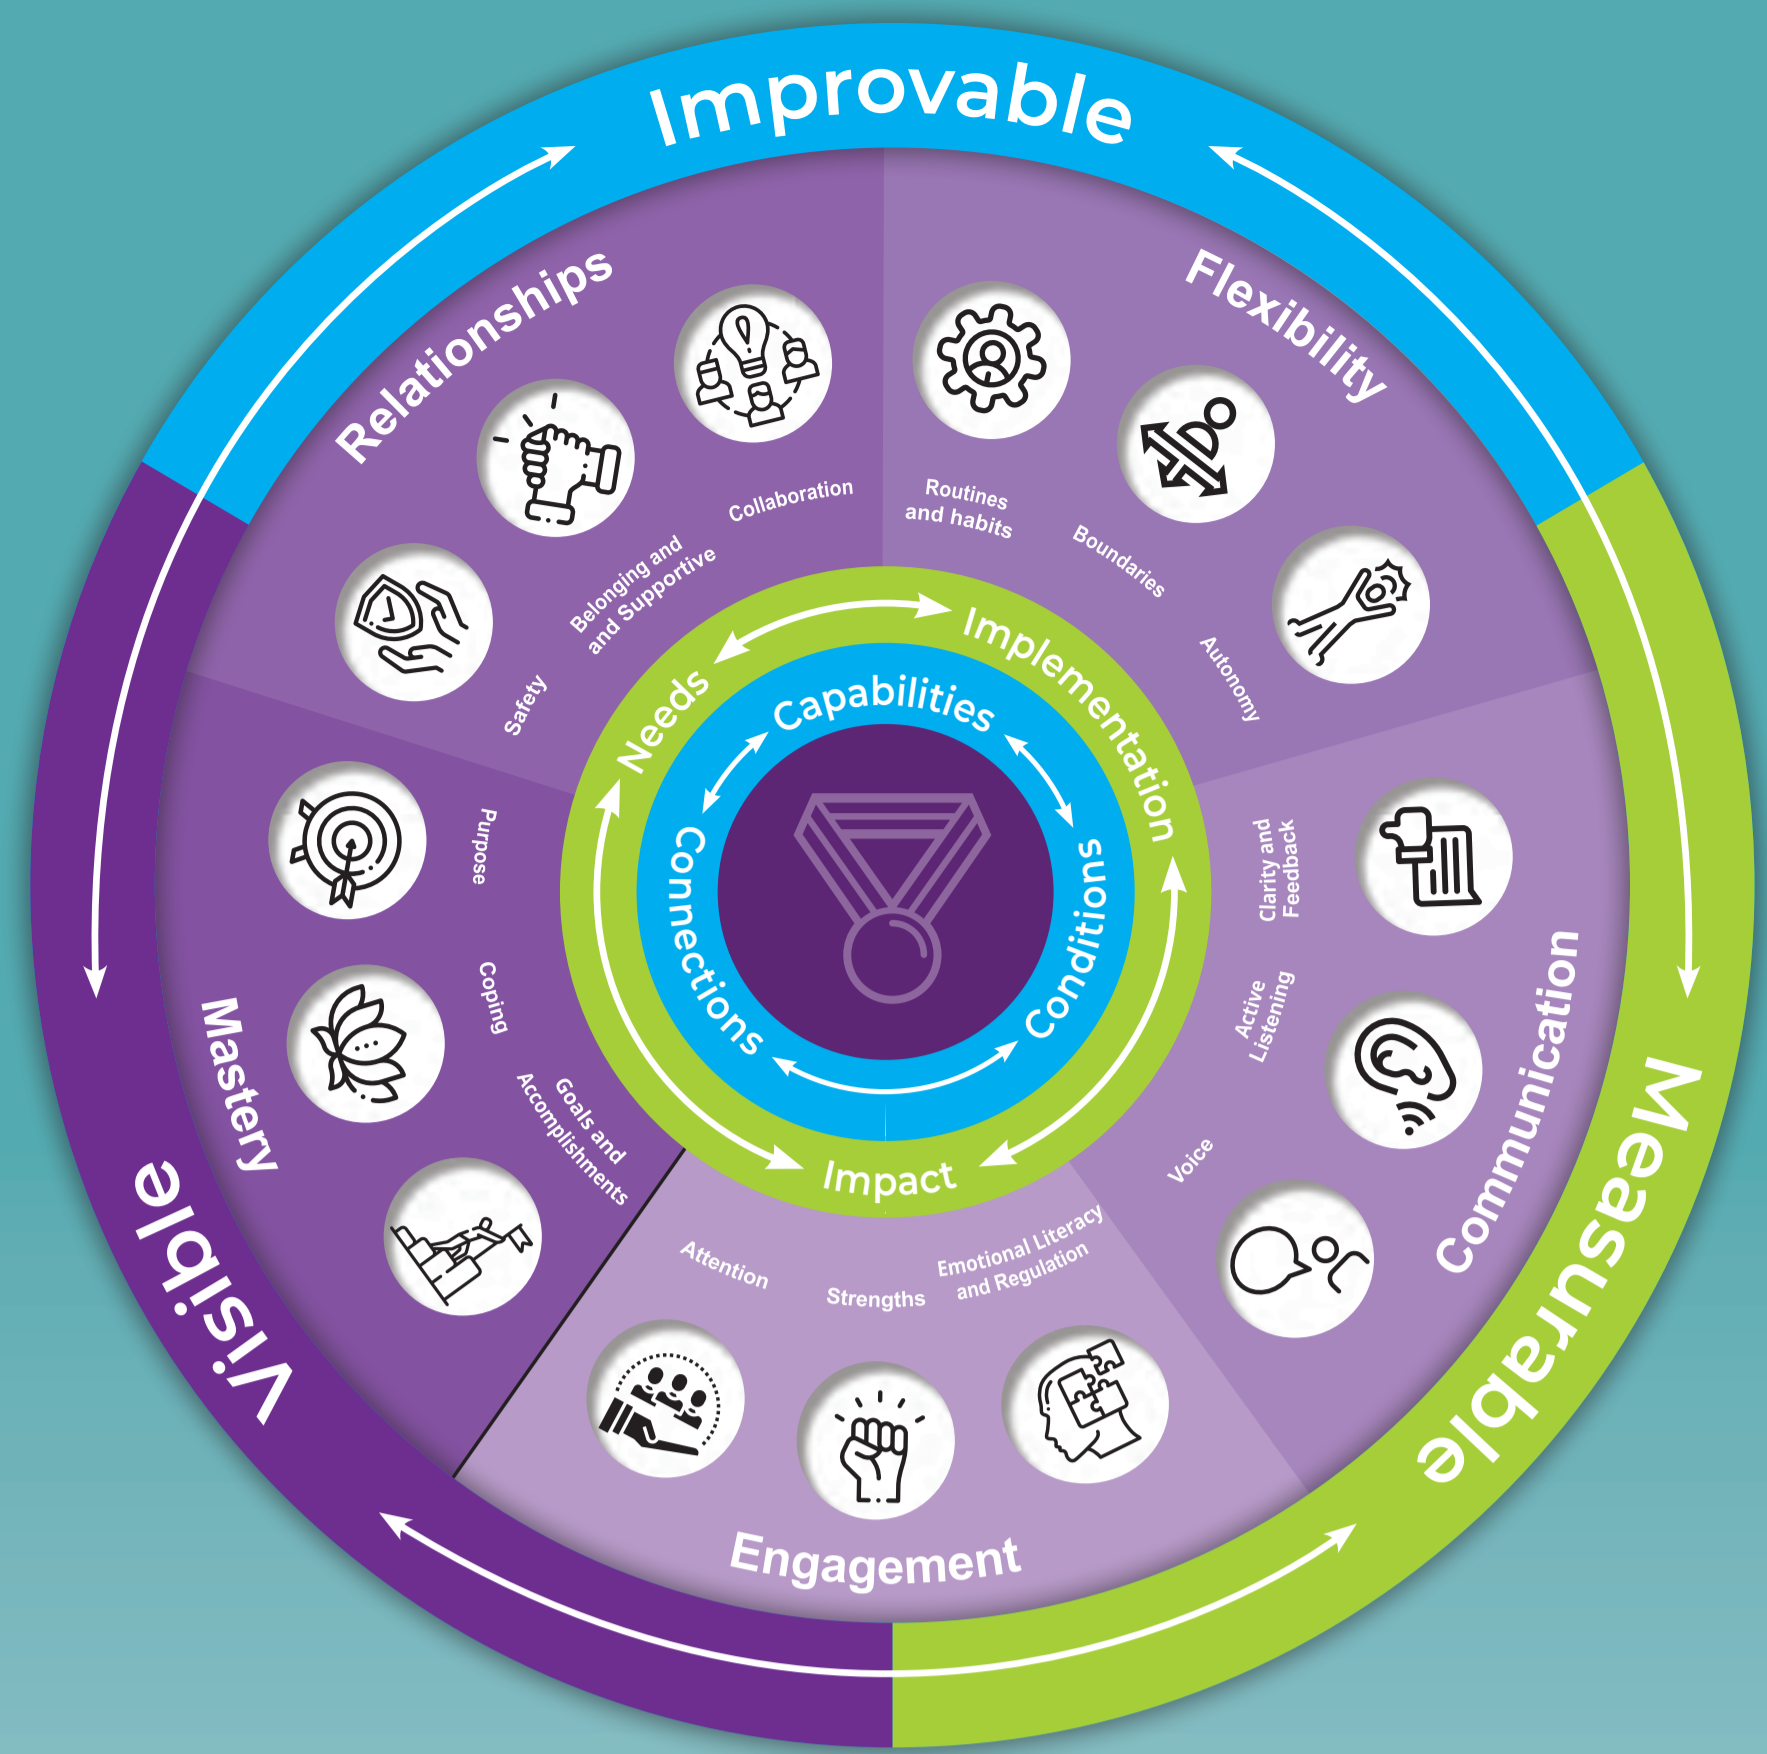 Improvable
Measurable
Visible
Relationships
Collaboration
Belonging and
and Supportive
Safety
Flexibility
Routines
and habits
Boundaries
Autonomy
Communication
Clarity and
Feedback
Active
Listening
Voice
Engagement
Emotional Literacy
and Regulation
Strengths
Attention
Mastery
Goals and
Accomplishments
Coping
Purpose
Needs
Implementation
Impact
Capabilities
Conditions
Connections